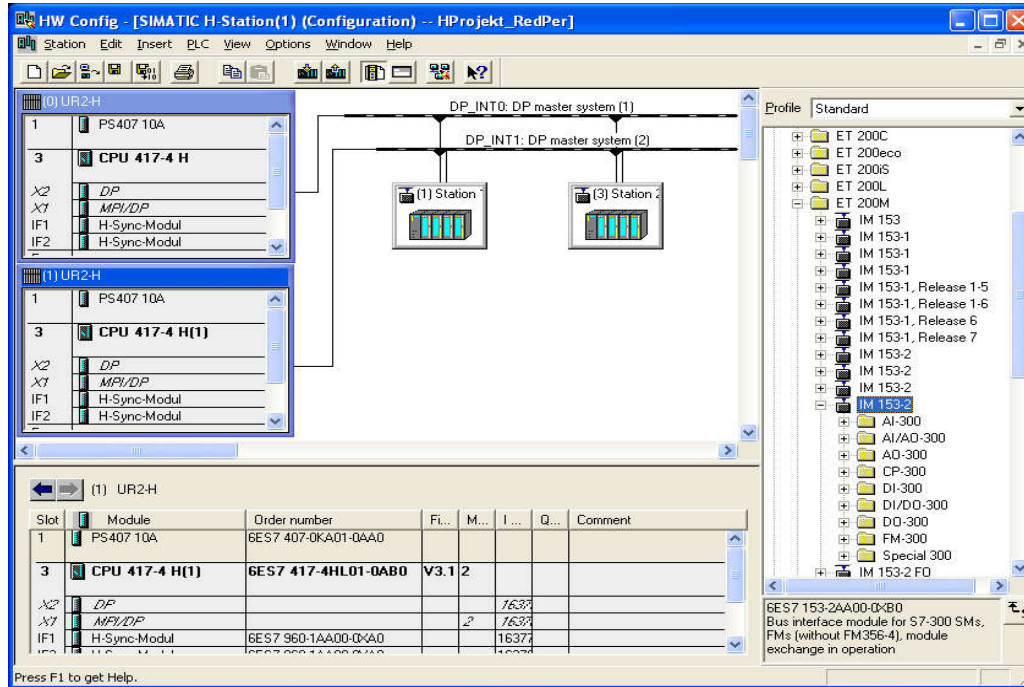 HW Config - [SIMATIC H-Station(1) (Configuration) -- HProjekt_RedPer]
Station Edit Insert PLC View Options Window Help
(0) UR2-H
1 PS407 10A
3 CPU 417-4 H
X2 DP
X1 MPI/DP
IF1 H-Sync-Modul
IF2 H-Sync-Modul
(1) UR2-H
1 PS407 10A
3 CPU 417-4 H(1)
X2 DP
X1 MPI/DP
IF1 H-Sync-Modul
IF2 H-Sync-Modul
DP_INT0: DP master system (1)
DP_INT1: DP master system (2)
(1) Station
(3) Station
Profile Standard
ET 200C
ET 200eco
ET 200iS
ET 200L
ET 200M
IM 153
IM 153-1
IM 153-1
IM 153-1
IM 153-1, Release 1-5
IM 153-1, Release 1-6
IM 153-1, Release 6
IM 153-1, Release 7
IM 153-2
IM 153-2
IM 153-2
IM 153-2
AI-300
AI/AO-300
AO-300
CP-300
DI-300
DI/DO-300
DO-300
FM-300
Special 300
IM 153-2 FO
6ES7 153-2AA00-0XB0
Bus interface module for S7-300 SMs,
FMs (without FM356-4), module
exchange in operation
(1) UR2-H
Slot Module Order number Fi... M... I ... Q... Comment
1 PS407 10A 6ES7 407-0KA01-0AA0
3 CPU 417-4 H(1) 6ES7 417-4HL01-0AB0 V3.1 2
X2 DP 1637
X1 MPI/DP 2 1637
IF1 H-Sync-Modul 6ES7 960-1AA00-0XA0 16377
Press F1 to get Help.